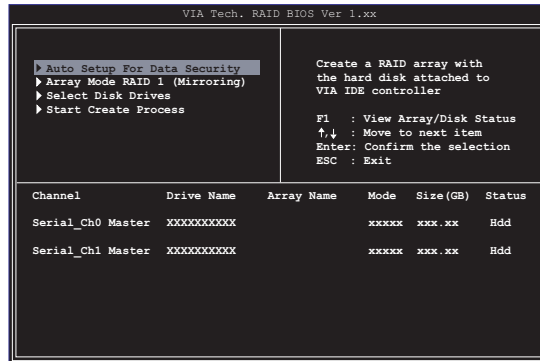 VIA Tech. RAID BIOS Ver 1.xx
Auto Setup For Data Security
Array Mode RAID 1 (Mirroring)
Select Disk Drives
Start Create Process
Create a RAID array with
the hard disk attached to
VIA IDE controller
F1 : View Array/Disk Status
↑,↓ : Move to next item
Enter: Confirm the selection
ESC : Exit
Channel Drive Name Array Name Mode Size(GB) Status
Serial_Ch0 Master XXXXXXXXXX xxxxx xxx.xx Hdd
Serial_Ch1 Master XXXXXXXXXX xxxxx xxx.xx Hdd